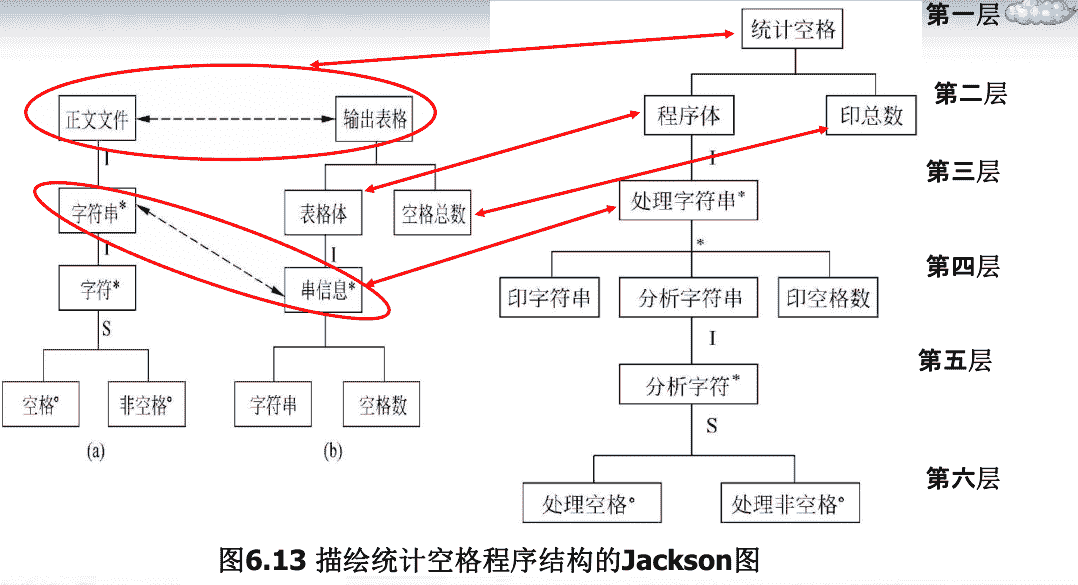 统计空格
第一层
正文文件
输出表格
程序体
印总数
第二层
I
I
字符串*
表格体
空格总数
处理字符串*
第三层
I
I
*
字符*
串信息*
印字符串
分析字符串
印空格数
第四层
S
I
空格°
非空格°
字符串
空格数
分析字符*
第五层
(a)
(b)
S
处理空格°
处理非空格°
第六层
图6.13 描绘统计空格程序结构的Jackson图